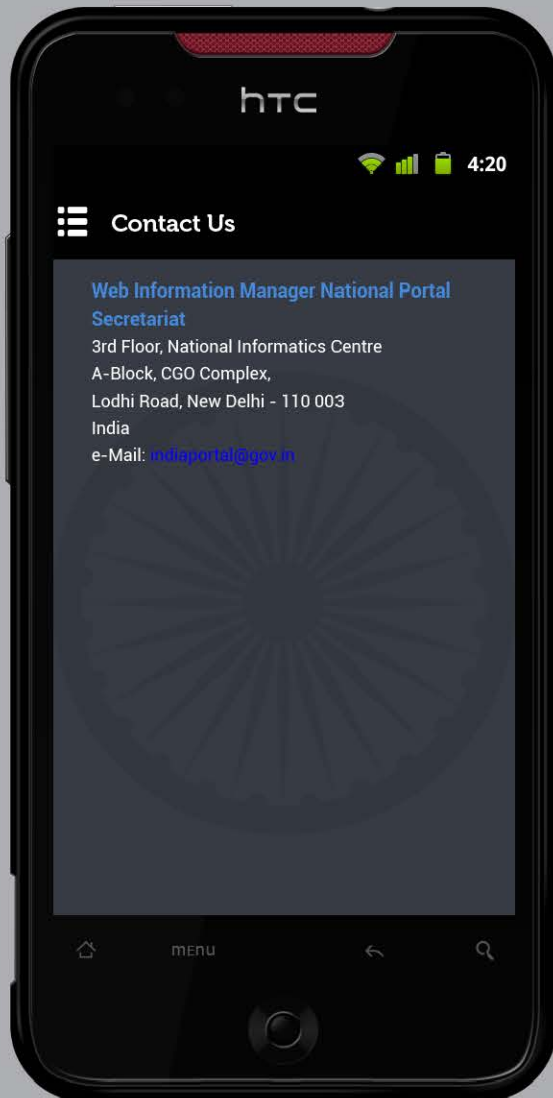 htc
4:20
Contact Us
Web Information Manager National Portal
Secretariat
3rd Floor, National Informatics Centre
A-Block, CGO Complex,
Lodhi Road, New Delhi - 110 003
India
e-Mail: indiaportal@gov.in
menu